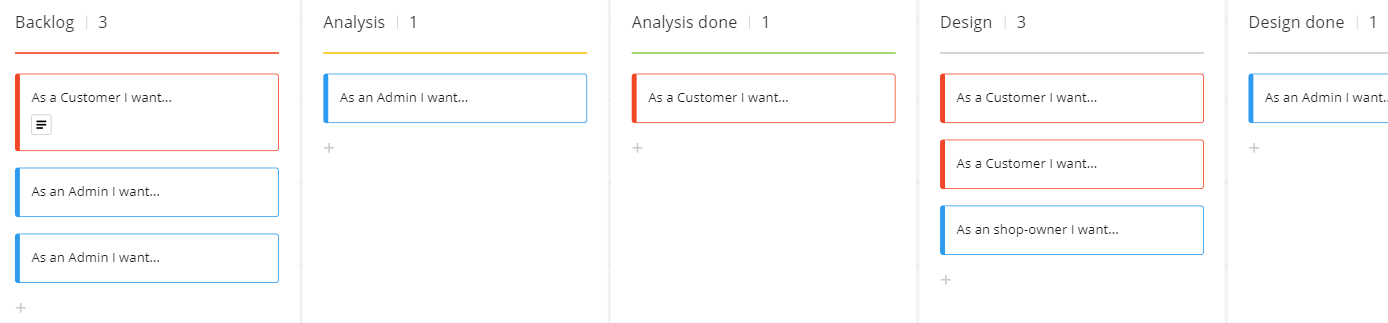 Backlog | 3
As a Customer I want...
As an Admin I want...
As an Admin I want...
+
Analysis | 1
As an Admin I want...
+
Analysis done | 1
As a Customer I want...
+
Design | 3
As a Customer I want...
As a Customer I want...
As an shop-owner I want...
+
Design done | 1
As an Admin I want..
+